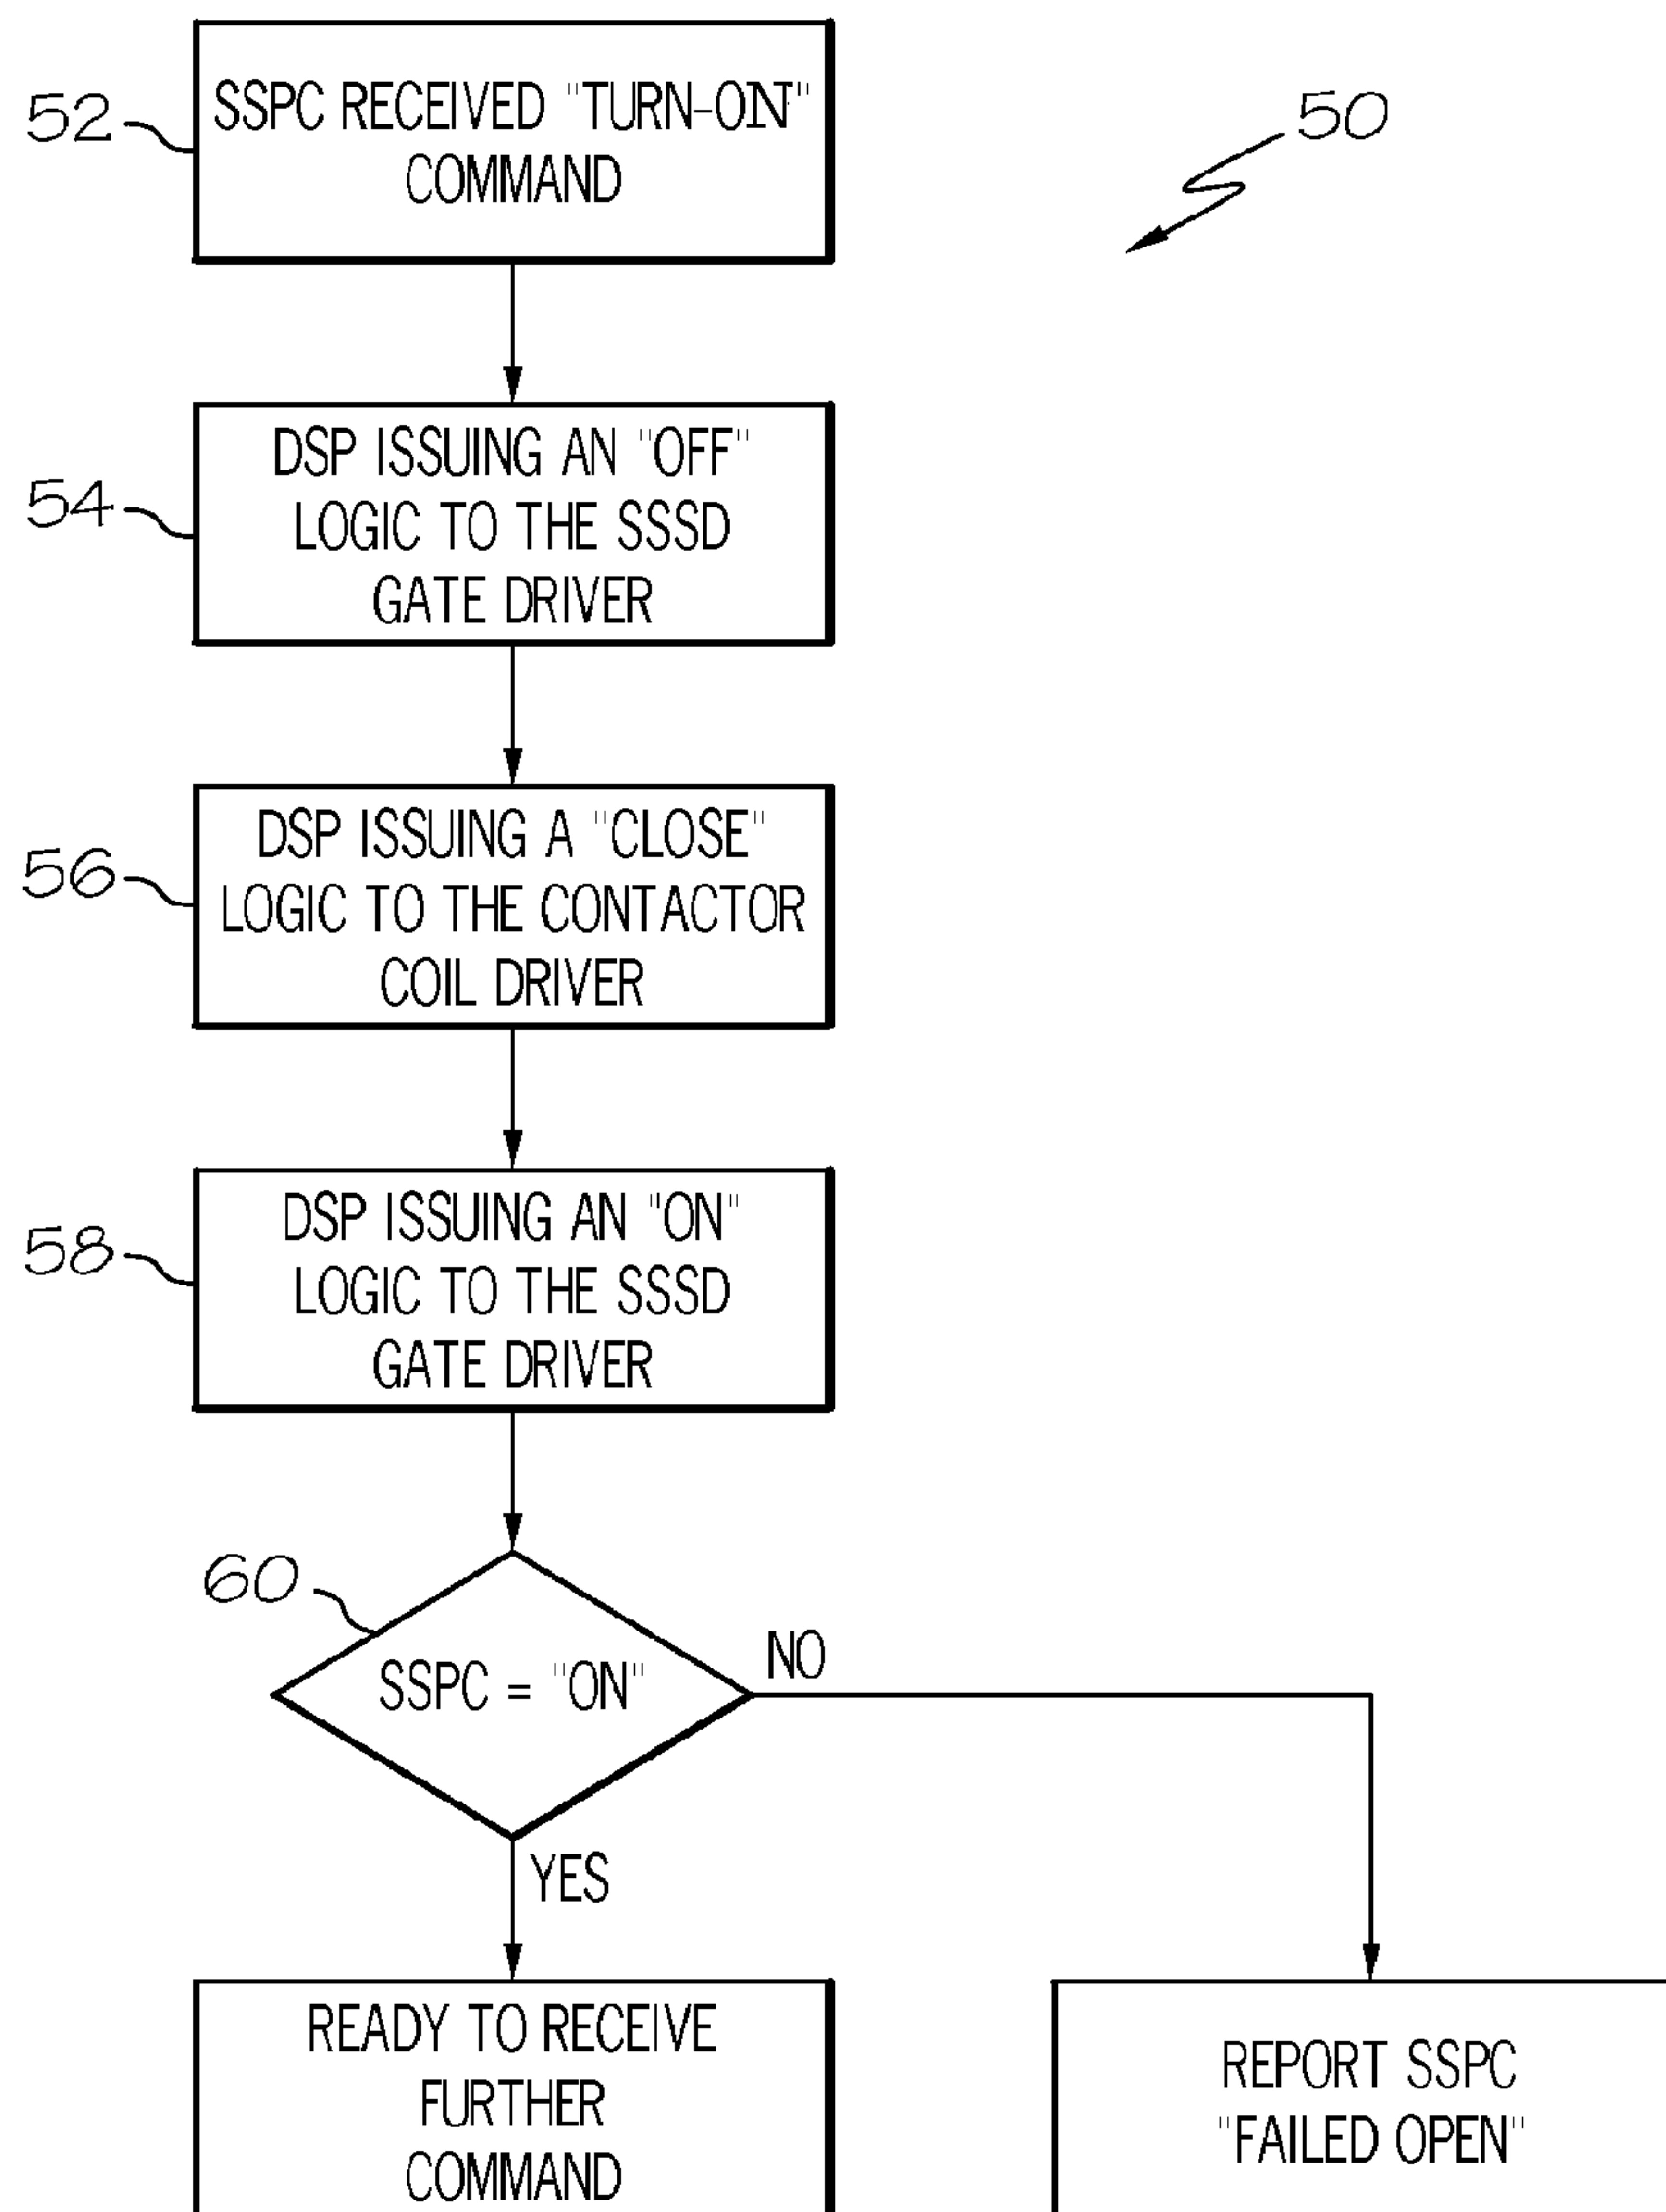 52
SSPC RECEIVED "TURN-ON"
COMMAND
50
54
DSP ISSUING AN "OFF"
LOGIC TO THE SSSD
GATE DRIVER
56
DSP ISSUING A "CLOSE"
LOGIC TO THE CONTACTOR
COIL DRIVER
58
DSP ISSUING AN "ON"
LOGIC TO THE SSSD
GATE DRIVER
60
SSPC = "ON"
NO
YES
READY TO RECEIVE
FURTHER
COMMAND
REPORT SSPC
"FAILED OPEN"